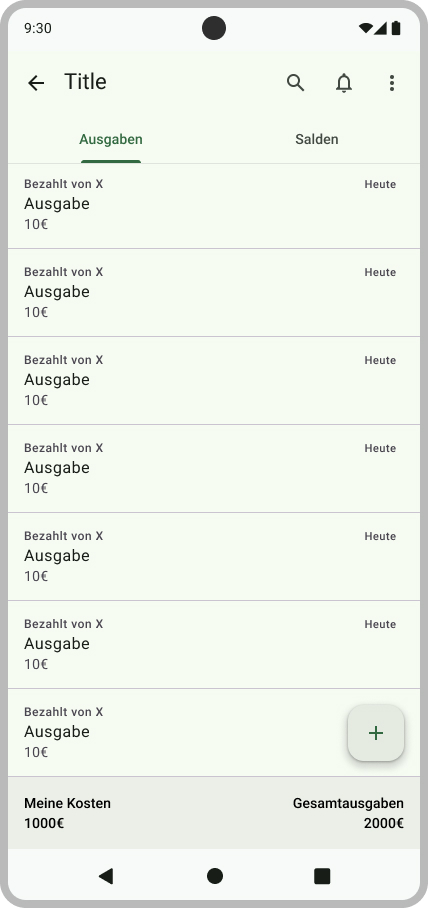 9:30
Title
Ausgaben Salden
Bezahlt von X Heute
Ausgabe
10€
Bezahlt von X Heute
Ausgabe
10€
Bezahlt von X Heute
Ausgabe
10€
Bezahlt von X Heute
Ausgabe
10€
Bezahlt von X Heute
Ausgabe
10€
Bezahlt von X Heute
Ausgabe
10€
Bezahlt von X
Ausgabe
10€
Meine Kosten Gesamtausgaben
1000€ 2000€